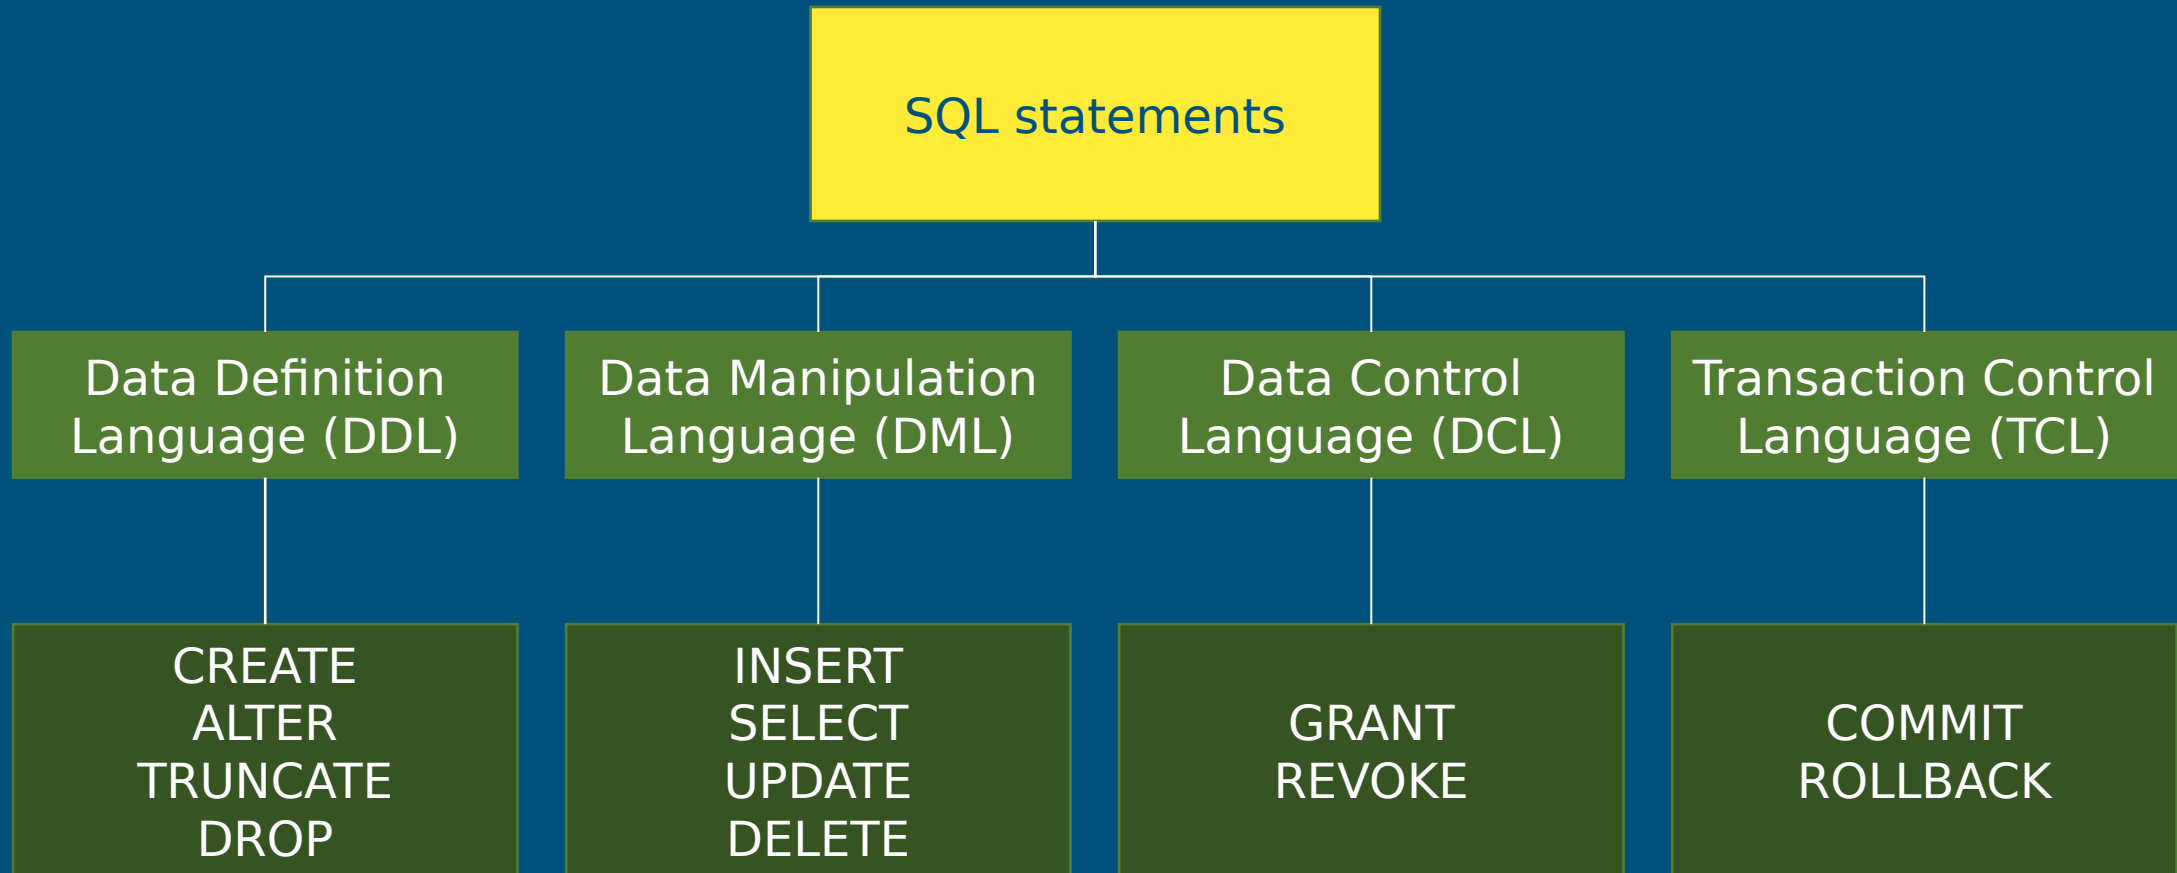 SQL statements
Data Definition
Language (DDL)
Data Manipulation
Language (DML)
Data Control
Language (DCL)
Transaction Control
Language (TCL)
CREATE
ALTER
TRUNCATE
DROP
INSERT
SELECT
UPDATE
DELETE
GRANT
REVOKE
COMMIT
ROLLBACK